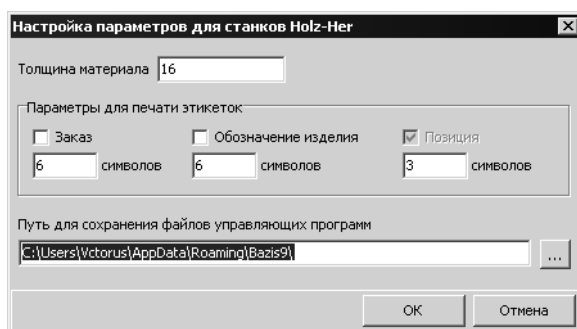 Настройка параметров для станков Holz-Her
Толщина материала 16
Параметры для печати этикеток
Заказ Обозначение изделия Позиция
6 символов 6 символов 3 символов
Путь для сохранения файлов управляющих программ
C:\Users\Vctorus\AppData\Roaming\Bazis9\ ...
ОК Отмена